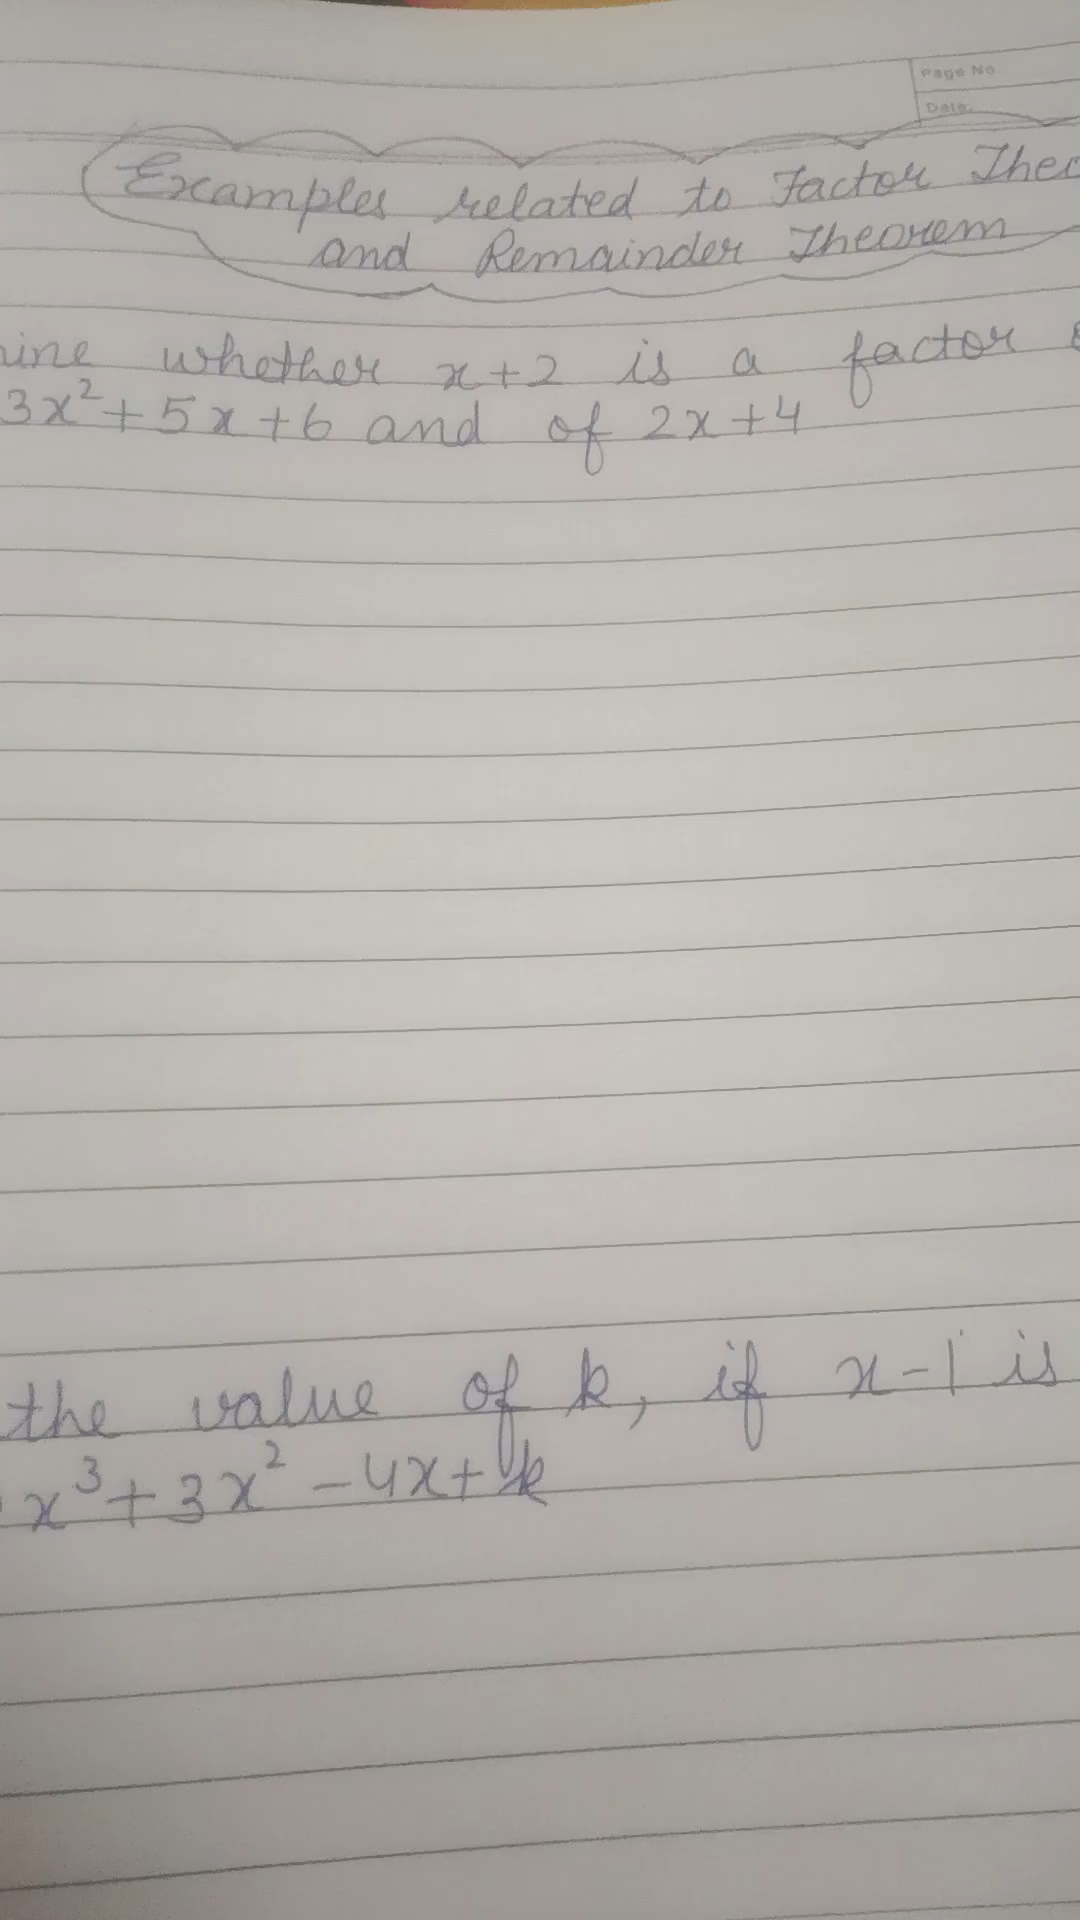 Page No
Date
Examples related to Factor Theo
and Remainder Theorem
ine whether x+2 is a factor
3x²+5x+6 and of 2x+4
the value of k, if x-1 is
x³+3x²-4x+k